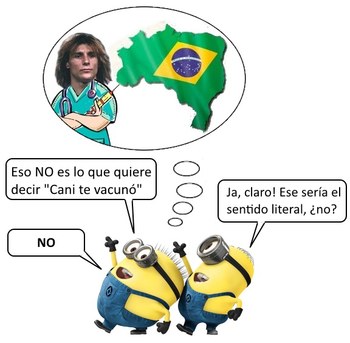 Eso NO es lo que quiere
decir "Cani te vacunó"
Ja, claro! Ese sería el
sentido literal, ¿no?
NO